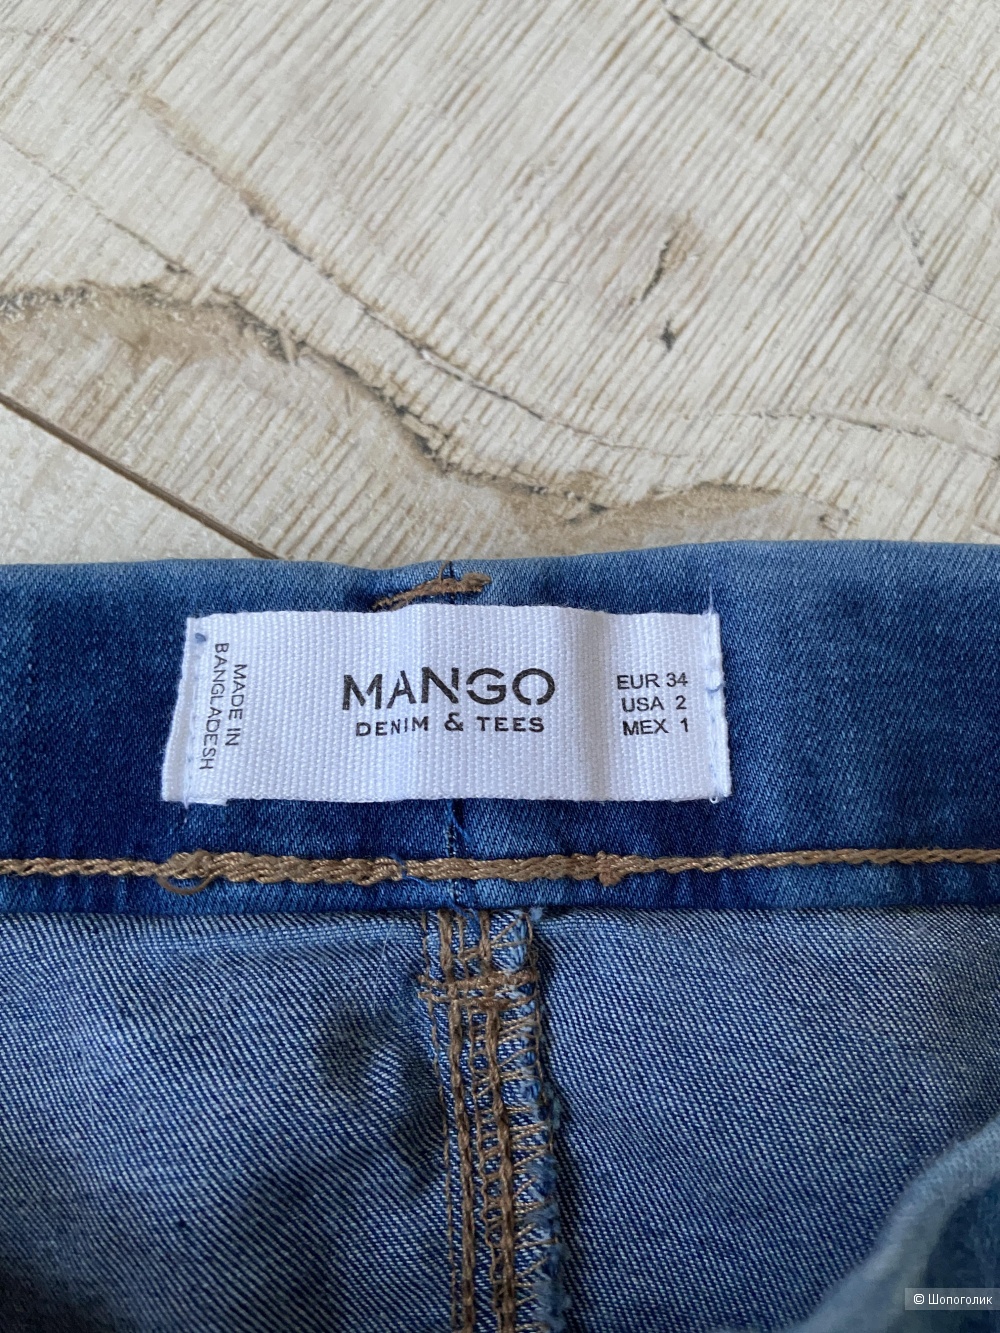 MADE IN
BANGLADESH
MANGO
DENIM & TEES
EUR 34
USA 2
MEX 1
© Шопоголик